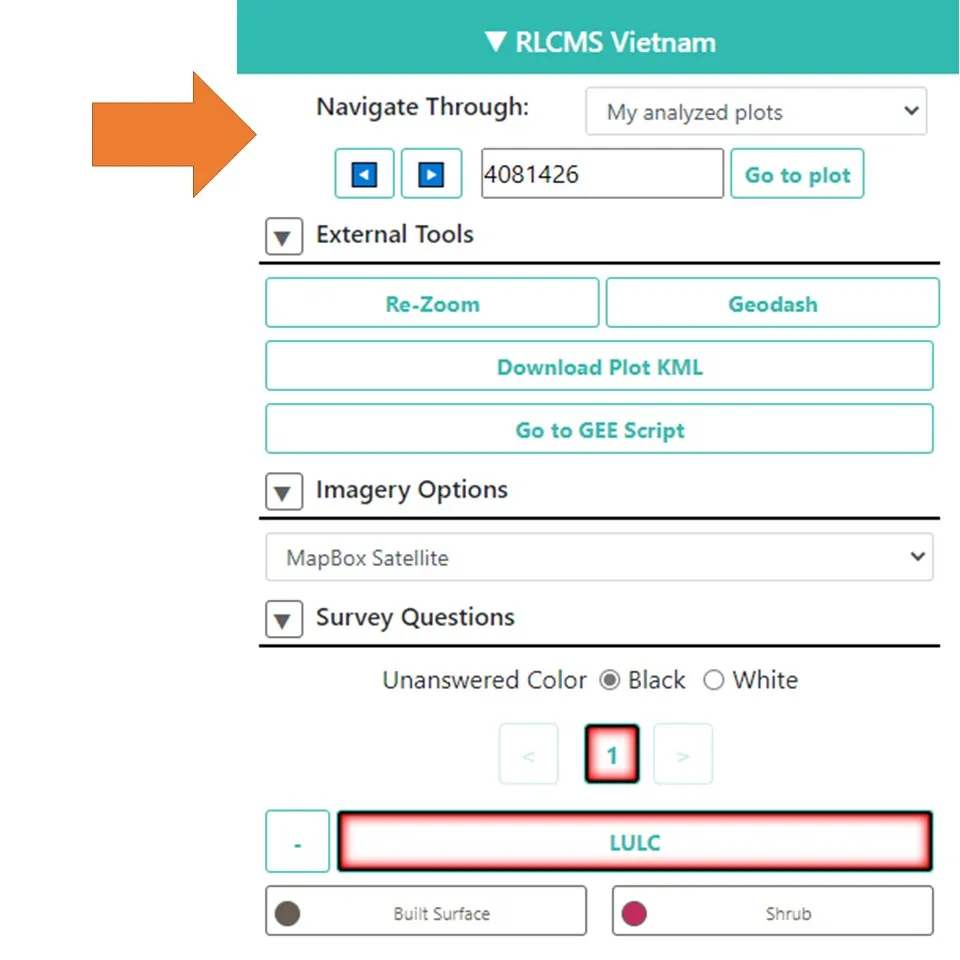 ▼ RLCMS Vietnam
Navigate Through:
My analyzed plots
4081426
Go to plot
External Tools
Re-Zoom
Geodash
Download Plot KML
Go to GEE Script
Imagery Options
MapBox Satellite
Survey Questions
Unanswered Color Black White
< 1 >
- LULC
Built Surface
Shrub